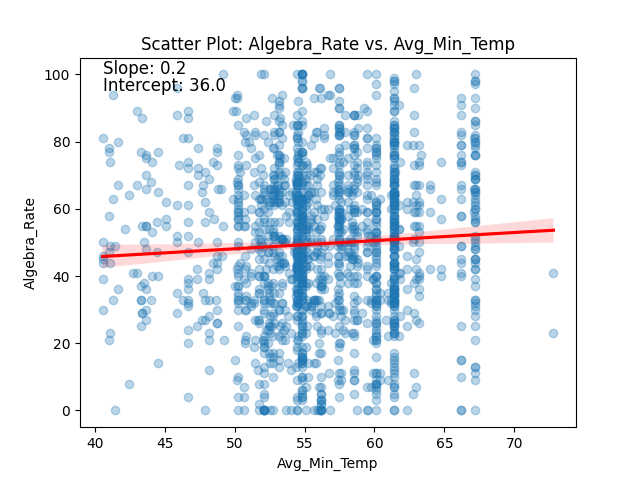 Scatter Plot: Algebra_Rate vs. Avg_Min_Temp
Slope: 0.2
Intercept: 36.0
100
80
60
40
20
0
Algebra_Rate
40 45 50 55 60 65 70
Avg_Min_Temp